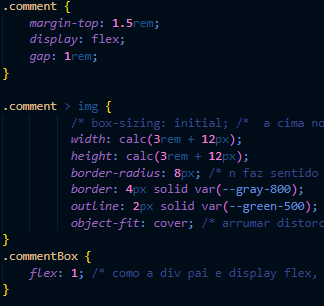 .comment {
margin-top: 1.5rem;
display: flex;
gap: 1rem;
}
.comment > img {
/* box-sizing: initial; /*  a cima no
width: calc(3rem + 12px);
height: calc(3rem + 12px);
border-radius: 8px; /* n faz sentido
border: 4px solid var(--gray-800);
outline: 2px solid var(--green-500);
object-fit: cover; /* arrumar distorc
}
.commentBox {
flex: 1; /* como a div pai e display flex,
}